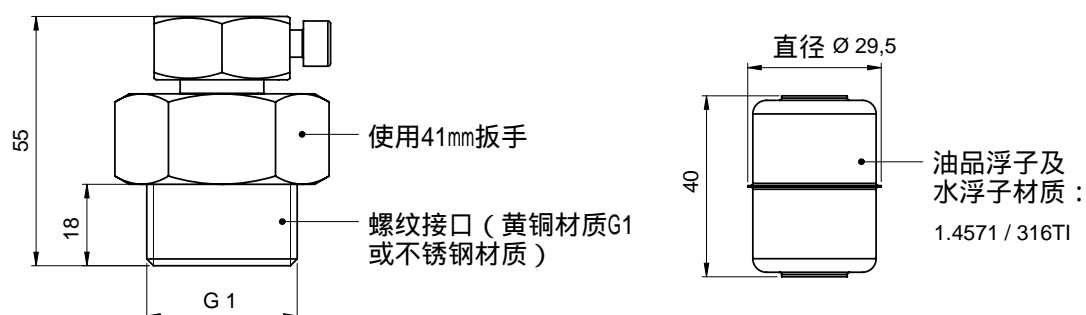 55
18
G 1
使用41mm扳手
螺纹接口（黄铜材质G1
或不锈钢材质）
直径 Ø 29,5
40
油品浮子及
水浮子材质：
1.4571 / 316TI